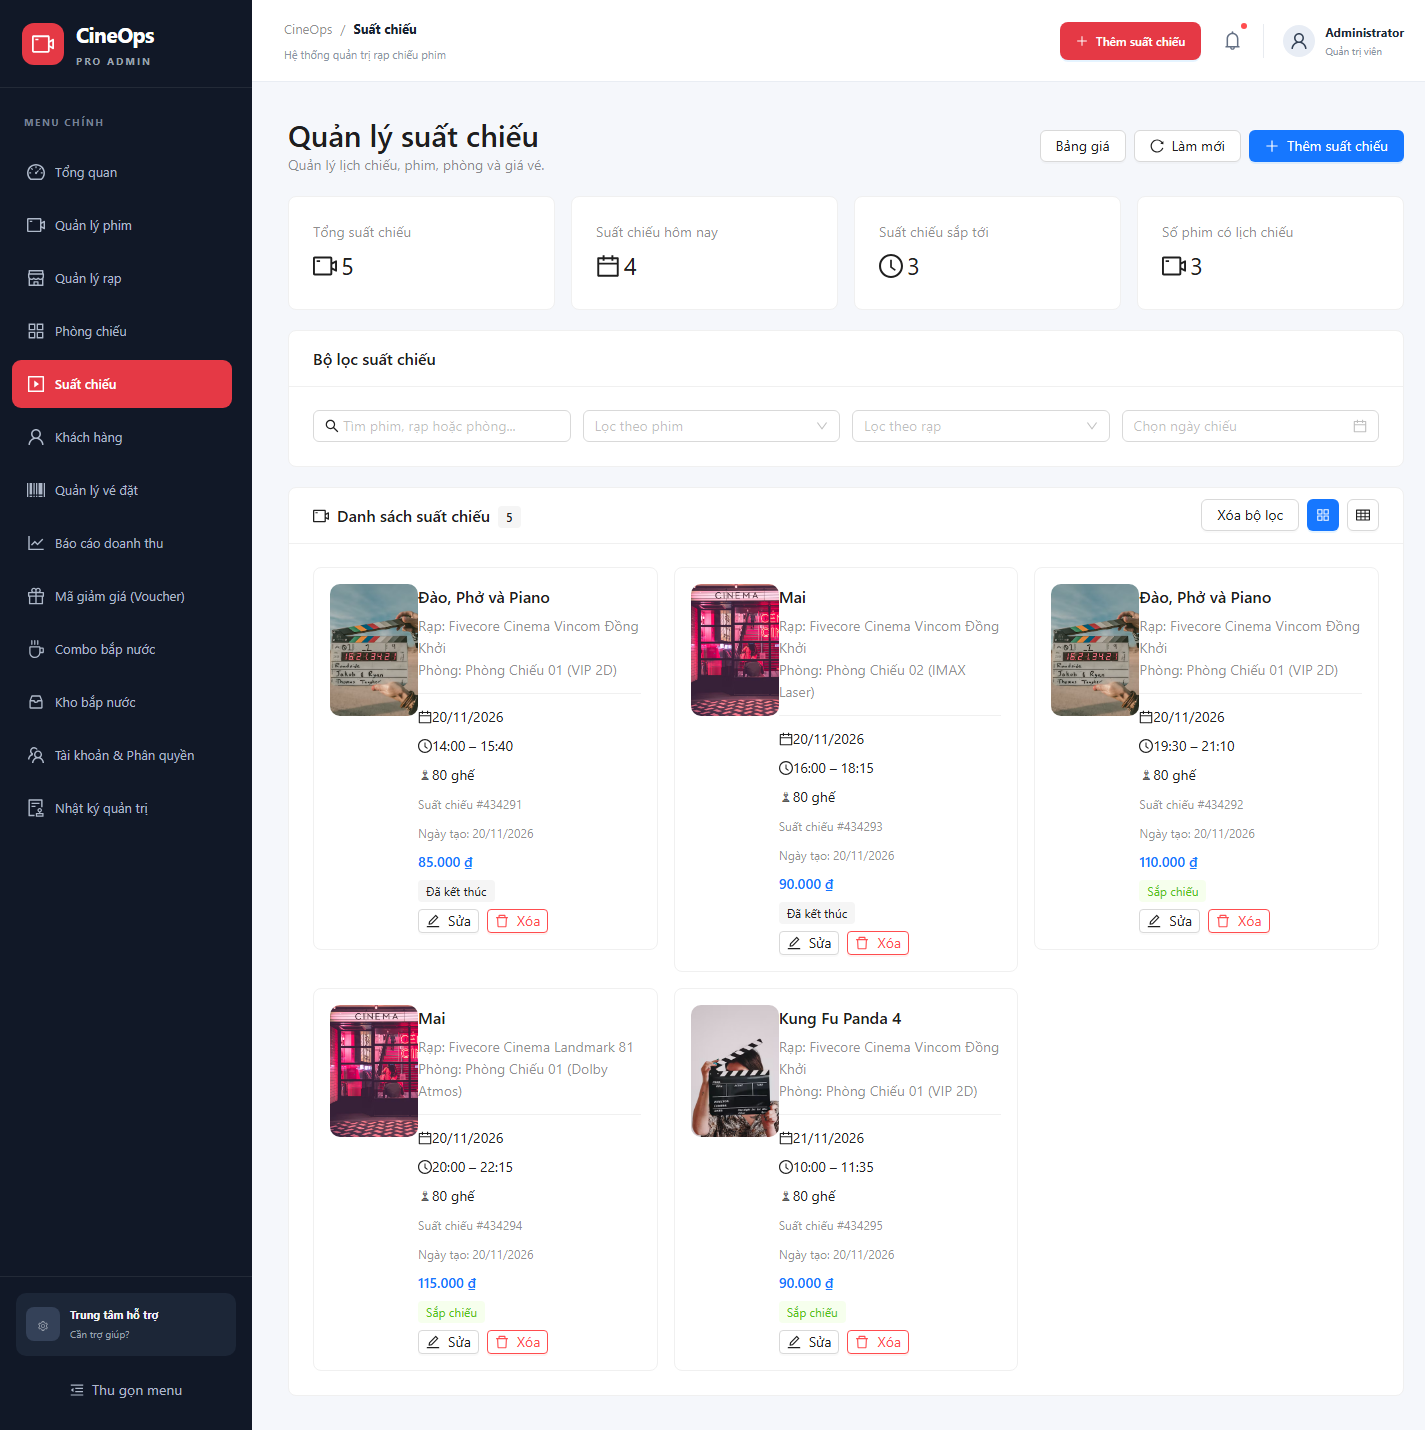 CineOps
PRO ADMIN
MENU CHÍNH
Tổng quan
Quản lý phim
Quản lý rạp
Phòng chiếu
Suất chiếu
Khách hàng
Quản lý vé đặt
Báo cáo doanh thu
Mã giảm giá (Voucher)
Combo bắp nước
Kho bắp nước
Tài khoản & Phân quyền
Nhật ký quản trị
Trung tâm hỗ trợ
Cần trợ giúp?
Thu gọn menu
CineOps / Suất chiếu
Hệ thống quản trị rạp chiếu phim
Thêm suất chiếu
Administrator
Quản trị viên
Quản lý suất chiếu
Quản lý lịch chiếu, phim, phòng và giá vé.
Bảng giá
Làm mới
Thêm suất chiếu
Tổng suất chiếu
5
Suất chiếu hôm nay
4
Suất chiếu sắp tới
3
Số phim có lịch chiếu
3
Bộ lọc suất chiếu
Tìm phim, rạp hoặc phòng...
Lọc theo phim
Lọc theo rạp
Chọn ngày chiếu
Danh sách suất chiếu 5
Xóa bộ lọc
Đào, Phở và Piano
Rạp: Fivecore Cinema Vincom Đồng
Khởi
Phòng: Phòng Chiếu 01 (VIP 2D)
20/11/2026
14:00 – 15:40
80 ghế
Suất chiếu #434291
Ngày tạo: 20/11/2026
85.000 ₫
Đã kết thúc
Sửa
Xóa
CINEMA
Mai
Rạp: Fivecore Cinema Vincom Đồng
Khởi
Phòng: Phòng Chiếu 02 (IMAX
Laser)
20/11/2026
16:00 – 18:15
80 ghế
Suất chiếu #434293
Ngày tạo: 20/11/2026
90.000 ₫
Đã kết thúc
Sửa
Xóa
Đào, Phở và Piano
Rạp: Fivecore Cinema Vincom Đồng
Khởi
Phòng: Phòng Chiếu 01 (VIP 2D)
20/11/2026
19:30 – 21:10
80 ghế
Suất chiếu #434292
Ngày tạo: 20/11/2026
110.000 ₫
Sắp chiếu
Sửa
Xóa
CINEMA
Mai
Rạp: Fivecore Cinema Landmark 81
Phòng: Phòng Chiếu 01 (Dolby
Atmos)
20/11/2026
20:00 – 22:15
80 ghế
Suất chiếu #434294
Ngày tạo: 20/11/2026
115.000 ₫
Sắp chiếu
Sửa
Xóa
Kung Fu Panda 4
Rạp: Fivecore Cinema Vincom Đồng
Khởi
Phòng: Phòng Chiếu 01 (VIP 2D)
21/11/2026
10:00 – 11:35
80 ghế
Suất chiếu #434295
Ngày tạo: 20/11/2026
90.000 ₫
Sắp chiếu
Sửa
Xóa